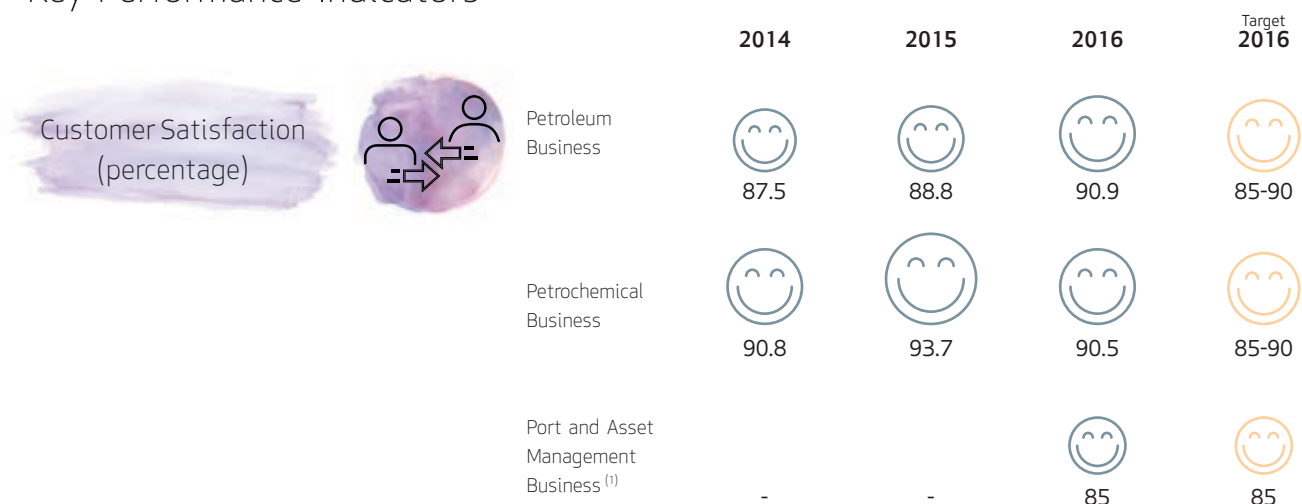 Key Performance Indicators
Target
2014 2015 2016 2016
Customer Satisfaction
(percentage)
Petroleum
Business
87.5 88.8 90.9 85-90
Petrochemical
Business
90.8 93.7 90.5 85-90
Port and Asset
Management
Business (1)
- - 85 85